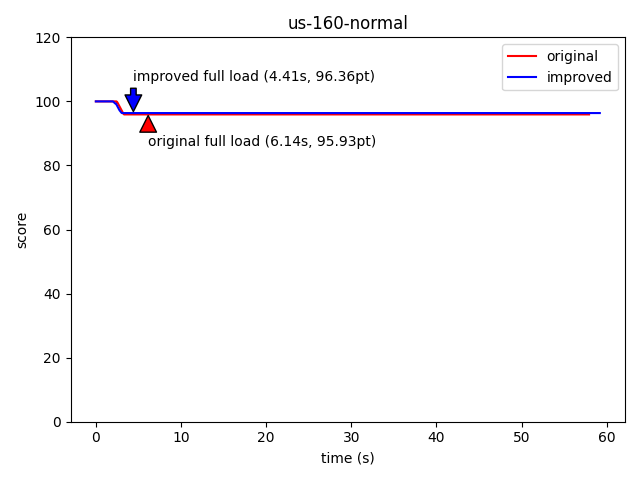 us-160-normal
120
100
80
60
40
20
0
score
original
improved
improved full load (4.41s, 96.36pt)
original full load (6.14s, 95.93pt)
0 10 20 30 40 50 60
time (s)